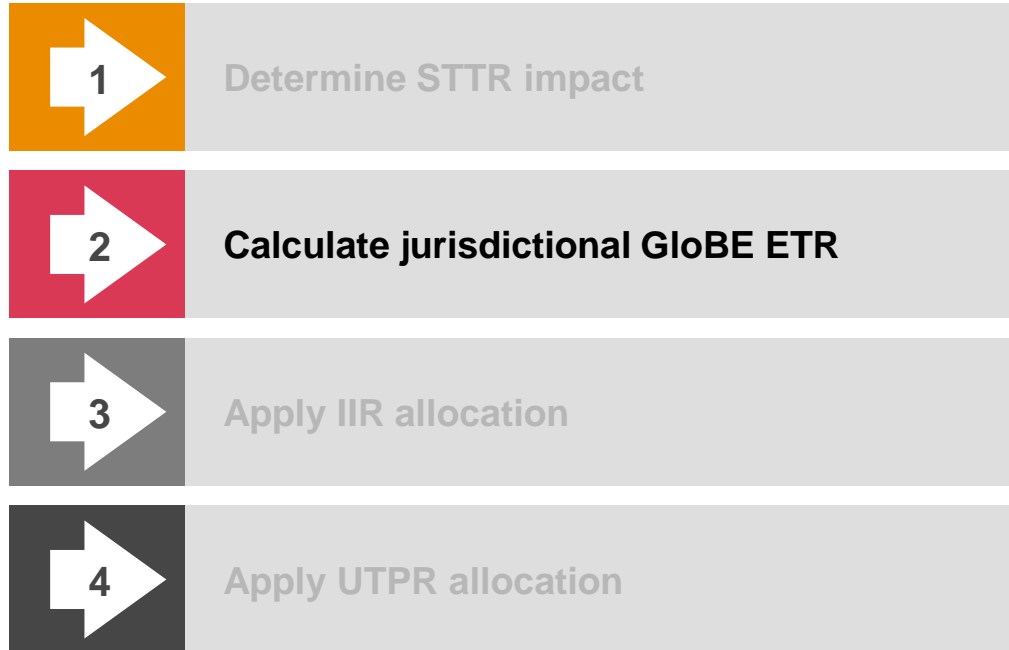 1 Determine STTR impact
2 Calculate jurisdictional GloBE ETR
3 Apply IIR allocation
4 Apply UTPR allocation